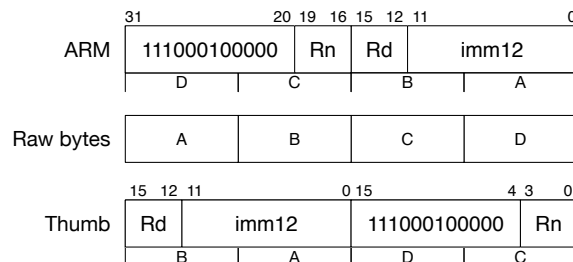 31 20 19 16 15 12 11 0
ARM 111000100000 Rn Rd imm12
D C B A
Raw bytes A B C D
15 12 11 0 15 4 3 0
Thumb Rd imm12 111000100000 Rn
B A D C